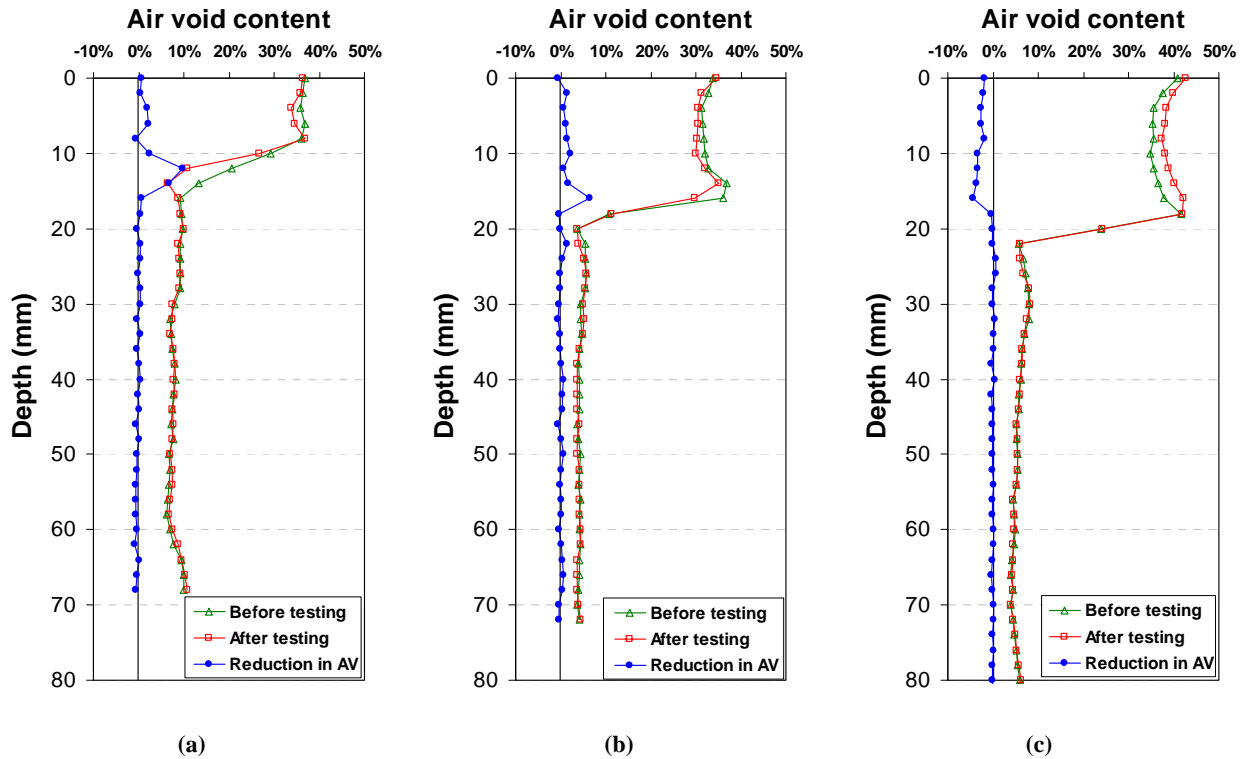 Air void content
-10% 0% 10% 20% 30% 40% 50%
0
10
20
30
40
50
60
70
80
Depth (mm)
Before testing
After testing
Reduction in AV
(a)
Air void content
-10% 0% 10% 20% 30% 40% 50%
0
10
20
30
40
50
60
70
80
Depth (mm)
Before testing
After testing
Reduction in AV
(b)
Air void content
-10% 0% 10% 20% 30% 40% 50%
0
10
20
30
40
50
60
70
80
Depth (mm)
Before testing
After testing
Reduction in AV
(c)